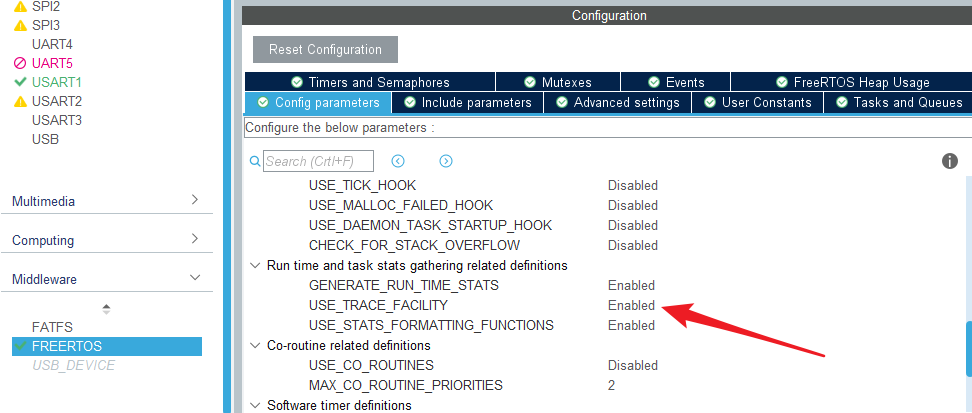 SPI2
SPI3
UART4
UART5
USART1
USART2
USART3
USB
Multimedia
Computing
Middleware
FATFS
FREERTOS
USB_DEVICE
Configuration
Reset Configuration
Timers and Semaphores
Mutexes
Events
FreeRTOS Heap Usage
Config parameters
Include parameters
Advanced settings
User Constants
Tasks and Queues
Configure the below parameters :
Search (Crtl+F)
USE_TICK_HOOK Disabled
USE_MALLOC_FAILED_HOOK Disabled
USE_DAEMON_TASK_STARTUP_HOOK Disabled
CHECK_FOR_STACK_OVERFLOW Disabled
Run time and task stats gathering related definitions
GENERATE_RUN_TIME_STATS Enabled
USE_TRACE_FACILITY Enabled
USE_STATS_FORMATTING_FUNCTIONS Enabled
Co-routine related definitions
USE_CO_ROUTINES Disabled
MAX_CO_ROUTINE_PRIORITIES 2
Software timer definitions